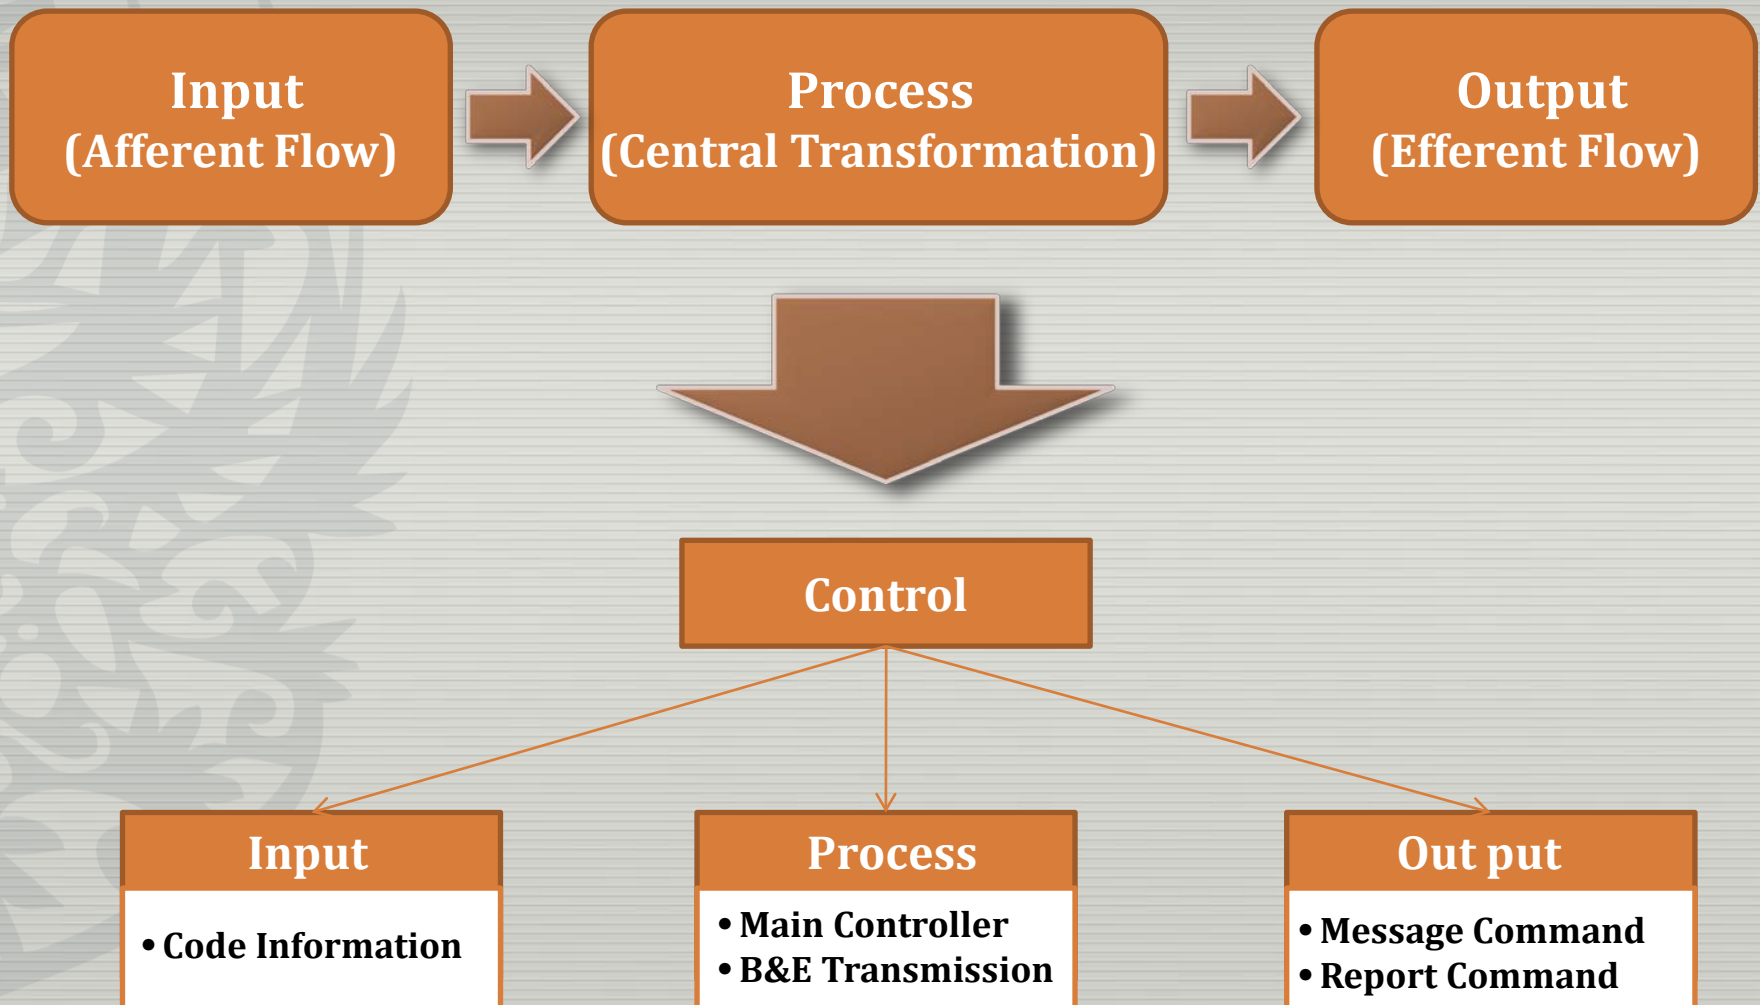 Input
(Afferent Flow)
Process
(Central Transformation)
Output
(Efferent Flow)
Control
Input
• Code Information
Process
• Main Controller
• B&E Transmission
Out put
• Message Command
• Report Command